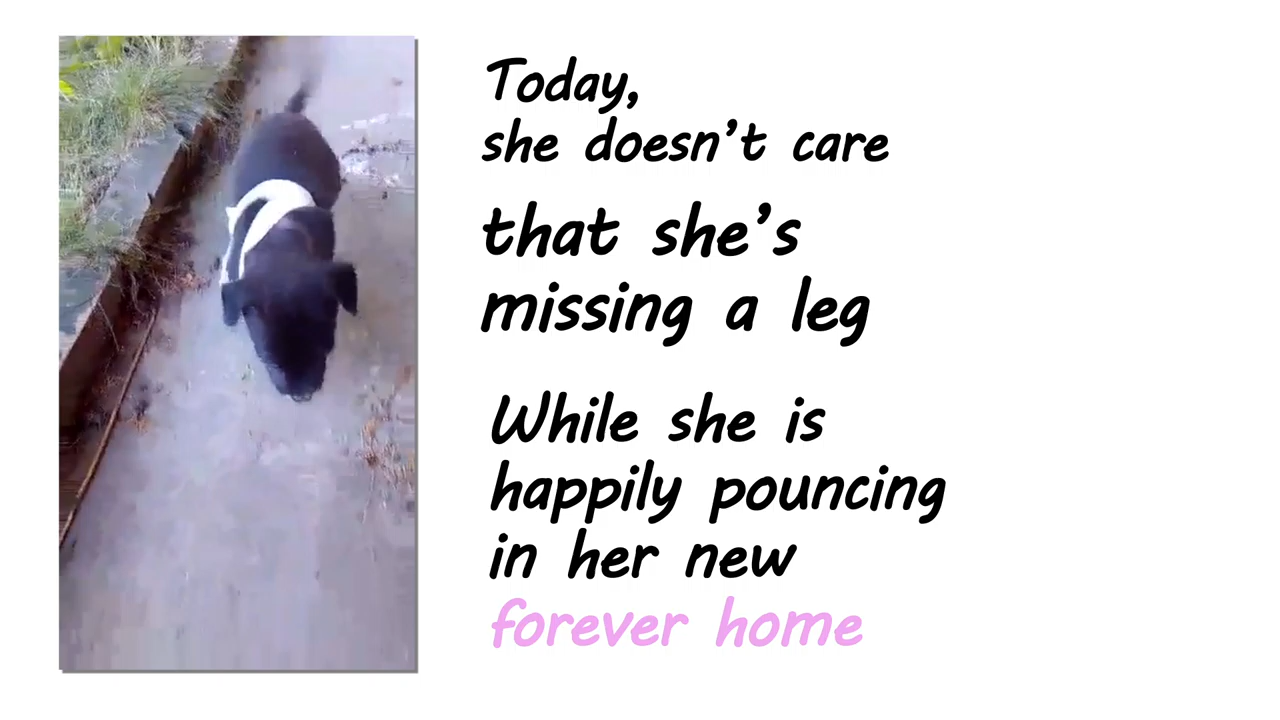 Today,
she doesn't care
that she's
missing a leg
While she is
happily pouncing
in her new
forever home